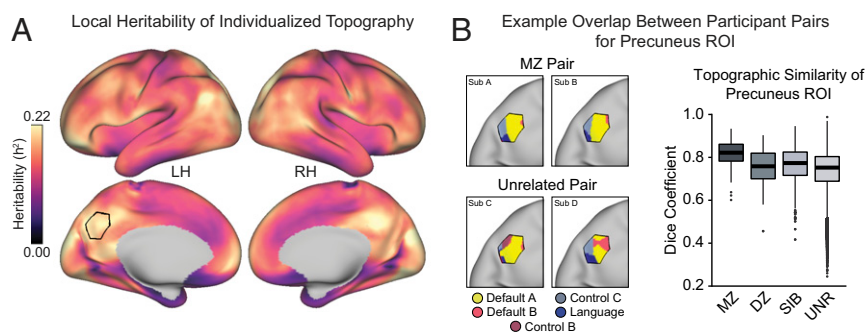 A
Local Heritability of Individualized Topography
0.22
Heritability (h²)
0.00
LH
RH
B
Example Overlap Between Participant Pairs
for Precuneus ROI
MZ Pair
Sub A
Sub B
Unrelated Pair
Sub C
Sub D
Default A
Control C
Default B
Language
Control B
Topographic Similarity of
Precuneus ROI
Dice Coefficient
1.0
0.8
0.6
0.4
0.2
MZ
DZ
SIB
UNR